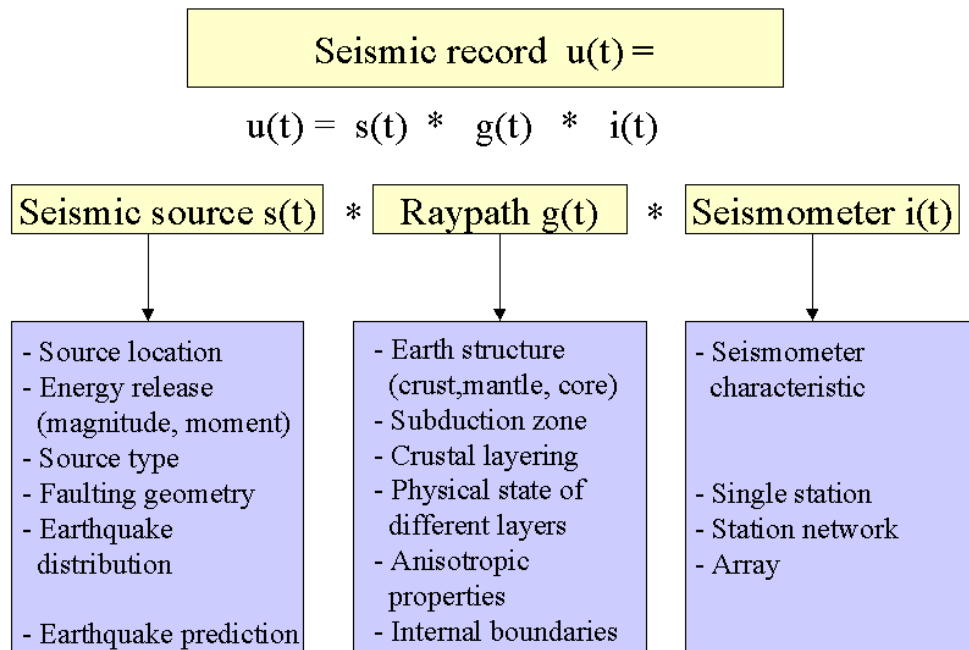 Seismic record u(t) =
u(t) = s(t) * g(t) * i(t)
Seismic source s(t) * Raypath g(t) * Seismometer i(t)
- Source location
- Energy release
(magnitude, moment)
- Source type
- Faulting geometry
- Earthquake
distribution
- Earthquake prediction
- Earth structure
(crust,mantle, core)
- Subduction zone
- Crustal layering
- Physical state of
different layers
- Anisotropic
properties
- Internal boundaries
- Seismometer
characteristic
- Single station
- Station network
- Array